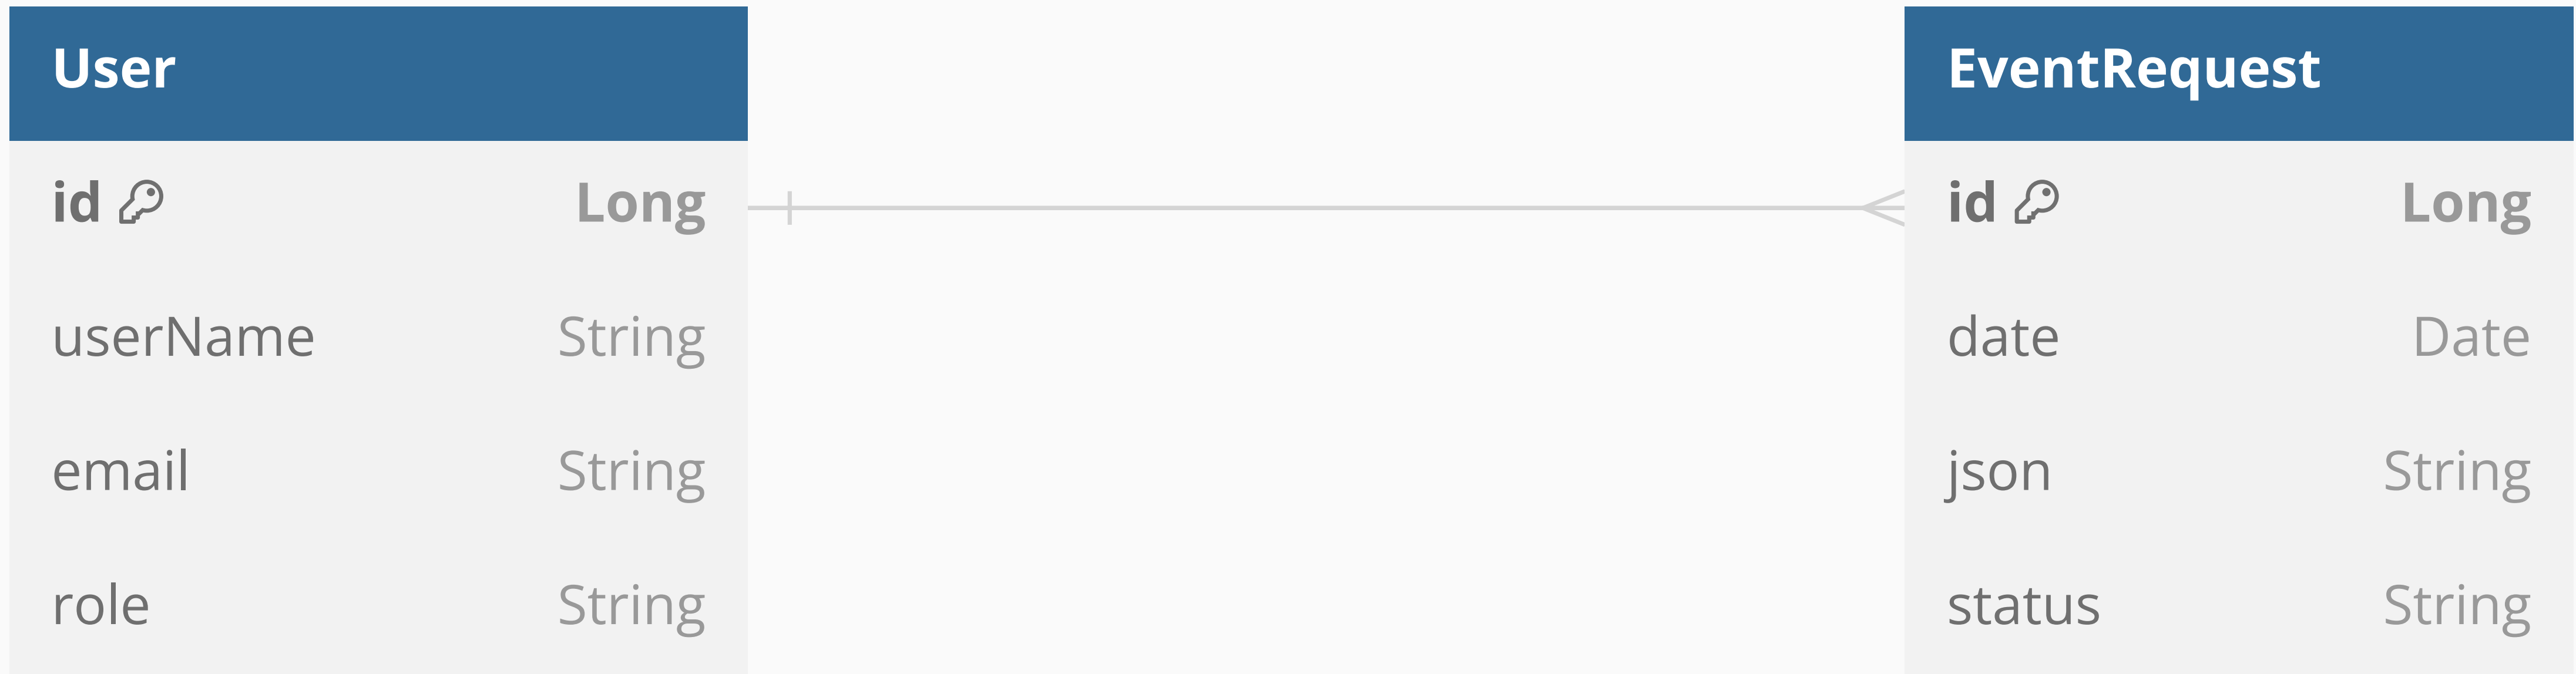 User
id Long
userName String
email String
role String
EventRequest
id Long
date Date
json String
status String